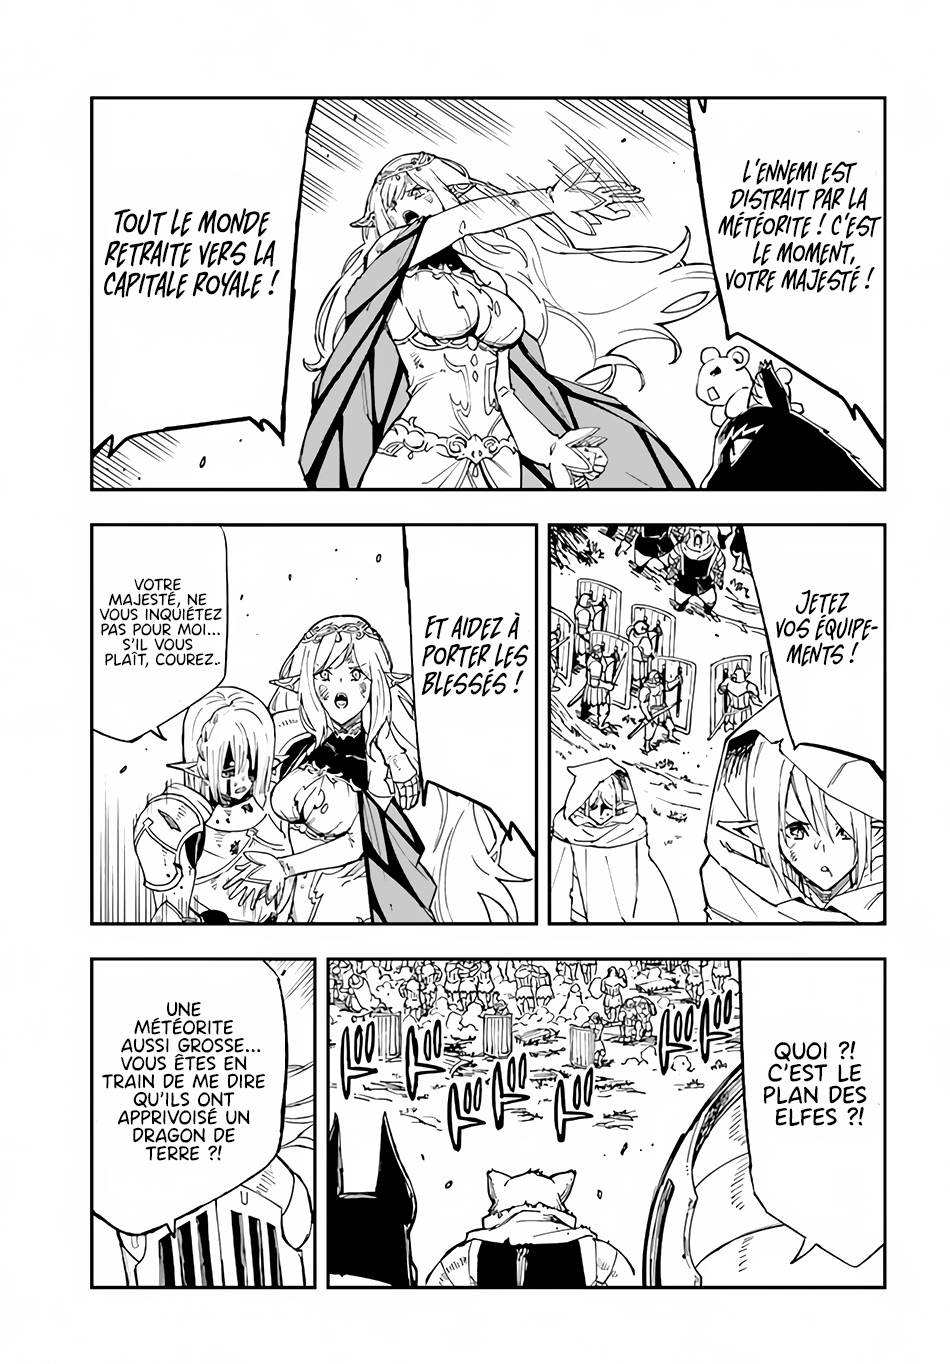 L'ENNEMI EST
DISTRAIT PAR LA
MÉTÉORITE ! C'EST
LE MOMENT,
VOTRE MAJESTÉ !
TOUT LE MONDE
RETRAITE VERS LA
CAPITALE ROYALE !
JETEZ
VOS ÉQUIPE-
MENTS !
ET AIDEZ À
PORTER LES
BLESSÉS !
VOTRE
MAJESTÉ, NE
VOUS INQUIÉTEZ
PAS POUR MOI...
S'IL VOUS
PLAÎT, COUREZ..
QUOI ?!
C'EST LE
PLAN DES
ELFES ?!
UNE
MÉTÉORITE
AUSSI GROSSE...
VOUS ÊTES EN
TRAIN DE ME DIRE
QU'ILS ONT
APPRIVOISÉ UN
DRAGON DE
TERRE ?!